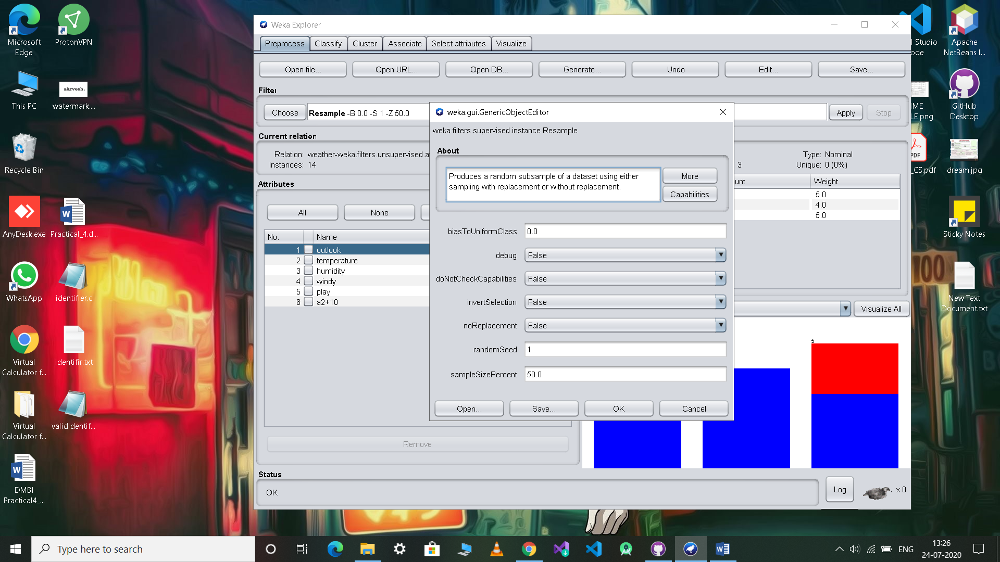 Microsoft
Edge
ProtonVPN
This PC
sArvesh.
watermark....
Recycle Bin
AnyDesk.exe
Practical_4.d...
WhatsApp
identifier.c
Virtual
Calculator f...
identifir.txt
Virtual
Calculator f...
validIdentif...
DMBI
Practical4_...
Weka Explorer
Preprocess
Classify
Cluster
Associate
Select attributes
Visualize
Open file...
Open URL...
Open DB...
Generate...
Undo
Edit...
Save...
Filter
Choose
Resample -B 0.0 -S 1 -Z 50.0
Apply
Stop
Current relation
Relation: weather-weka.filters.unsupervised.a
Instances: 14
Attributes
All
None
No.
Name
1 outlook
2 temperature
3 humidity
4 windy
5 play
6 a2+10
Remove
Status
OK
Log
x 0
weka.gui.GenericObjectEditor
weka.filters.supervised.instance.Resample
About
Produces a random subsample of a dataset using either
sampling with replacement or without replacement.
More
Capabilities
biasToUniformClass 0.0
debug False
doNotCheckCapabilities False
invertSelection False
noReplacement False
randomSeed 1
sampleSizePercent 50.0
Open...
Save...
OK
Cancel
Type: Nominal
3
Unique: 0 (0%)
unt
Weight
5.0
4.0
5.0
Visualize All
5
l Studio
ode
Apache
NetBeans I...
IME
LE.png
GitHub
Desktop
PDF
_CS.pdf
dream.jpg
Sticky Notes
New Text
Document.txt
Type here to search
ENG
13:26
24-07-2020